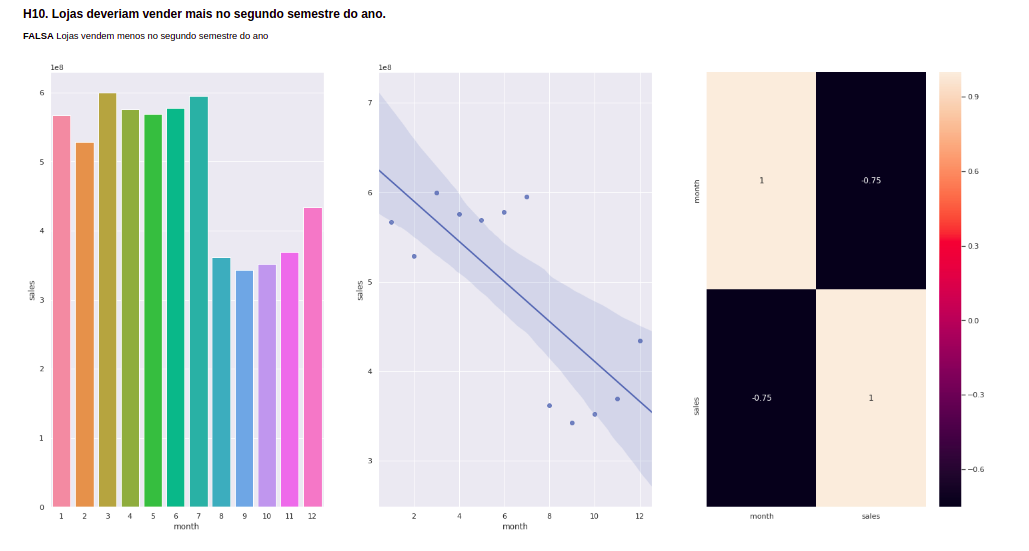 H10. Lojas deveriam vender mais no segundo semestre do ano.
FALSA Lojas vendem menos no segundo semestre do ano
1e8
6
5
4
3
2
1
0
sales
1 2 3 4 5 6 7 8 9 10 11 12
month
1e8
7
6
5
4
3
sales
2 4 6 8 10 12
month
month
sales
1 -0.75
-0.75 1
month sales
0.9
0.6
0.3
0.0
−0.3
−0.6